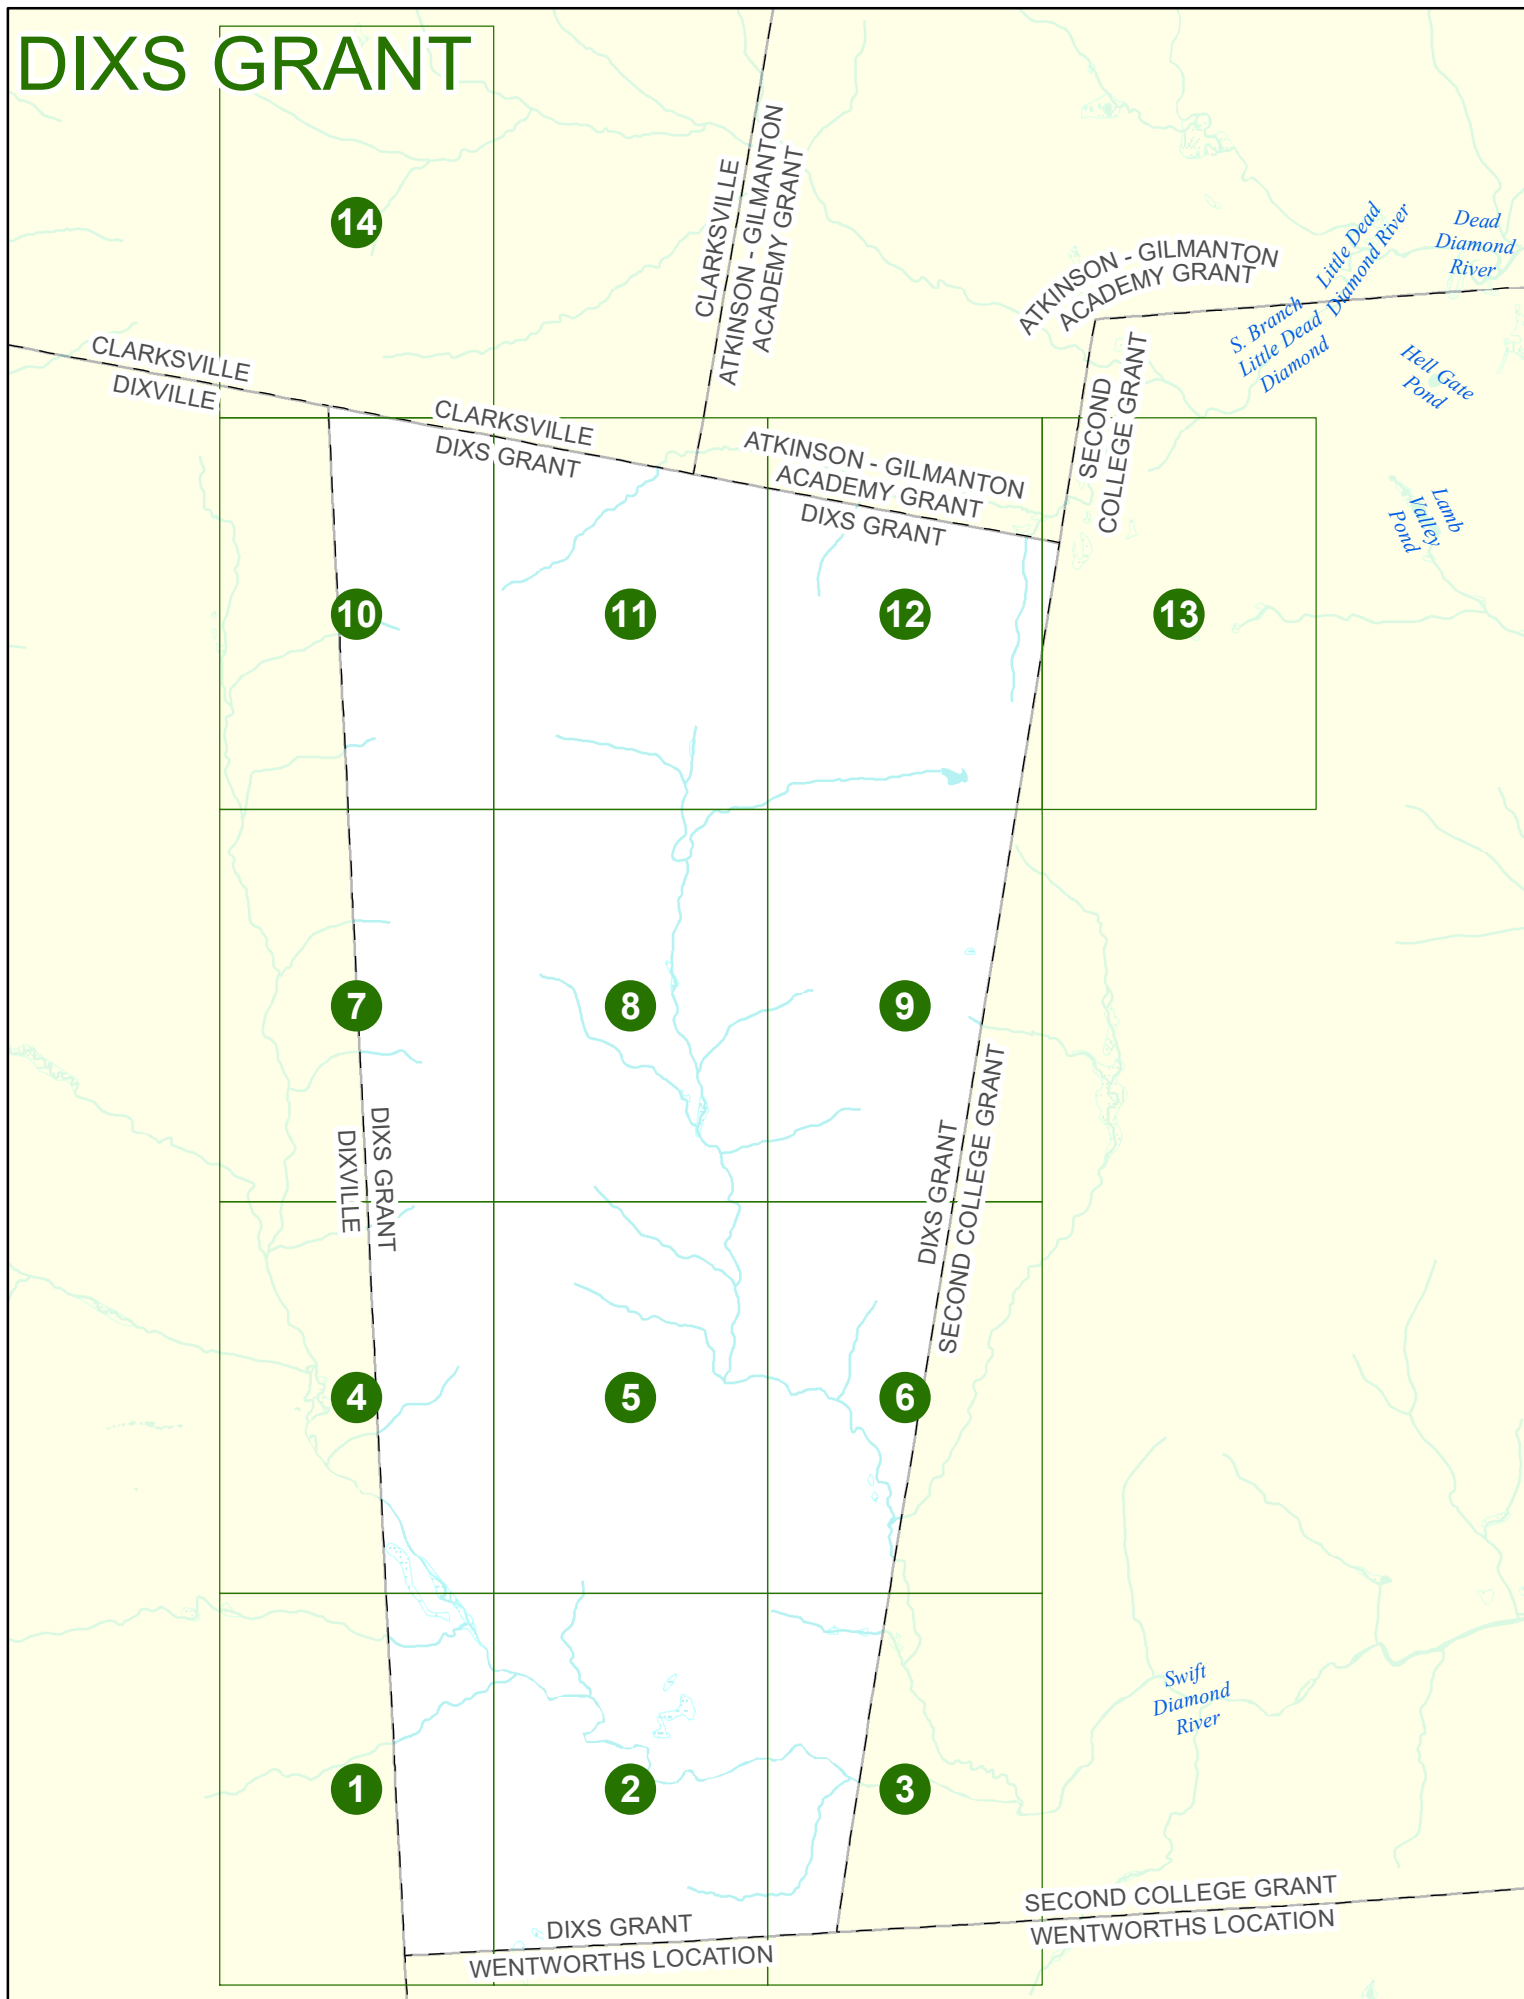 DIXS GRANT
14
CLARKSVILLE
ATKINSON - GILMANTON
ACADEMY GRANT
ATKINSON - GILMANTON
ACADEMY GRANT
Little Dead
Diamond River
Dead
Diamond
River
S. Branch
Little Dead
Diamond
Hell Gate
Pond
CLARKSVILLE
DIXVILLE
CLARKSVILLE
DIXS GRANT
ATKINSON - GILMANTON
ACADEMY GRANT
DIXS GRANT
SECOND
COLLEGE GRANT
Lamb
Valley
Pond
10
11
12
13
7
8
9
DIXS GRANT
DIXVILLE
DIXS GRANT
SECOND COLLEGE GRANT
4
5
6
Swift
Diamond
River
1
2
3
DIXS GRANT
WENTWORTHS LOCATION
SECOND COLLEGE GRANT
WENTWORTHS LOCATION